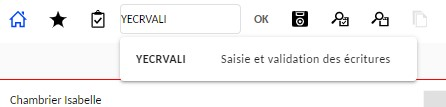 YECRVALI OK
YECRVALI Saisie et validation des écritures
Chambrier Isabelle